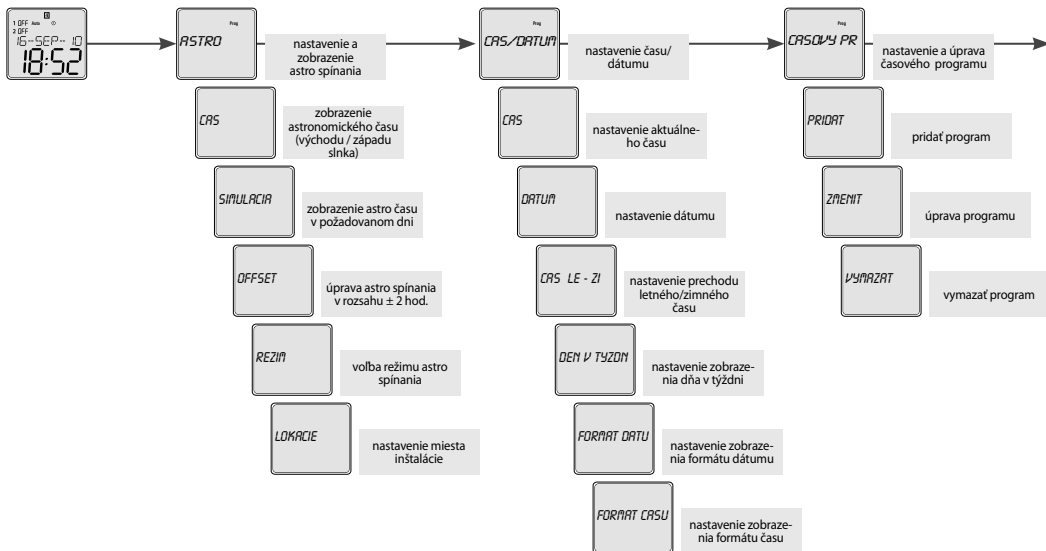 1 OFF Auto
2 OFF
16-SEP-10
18:52
Prog
ASTRO
nastavenie a
zobrazenie
astro spínania
CAS
zobrazenie
astronomického času
(východu / západu
slnka)
SIMULACIA
zobrazenie astro času
v požadovanom dni
OFFSET
úprava astro spínania
v rozsahu ± 2 hod.
REZIM
voľba režimu astro
spínania
LOKACIE
nastavenie miesta
inštalácie
Prog
CAS/DATUM
nastavenie času/
dátumu
CAS
nastavenie aktuálne-
ho času
DATUM
nastavenie dátumu
CAS LE - ZI
nastavenie prechodu
letného/zimného
času
DEN V TYZDN
nastavenie zobraze-
nia dňa v týždni
FORMAT DATU
nastavenie zobraze-
nia formátu dátumu
FORMAT CASU
nastavenie zobraze-
nia formátu času
Prog
CASOVY PR
nastavenie a úprava
časového programu
PRIDAT
pridať program
ZMENIT
úprava programu
VYMAZAT
vymazať program